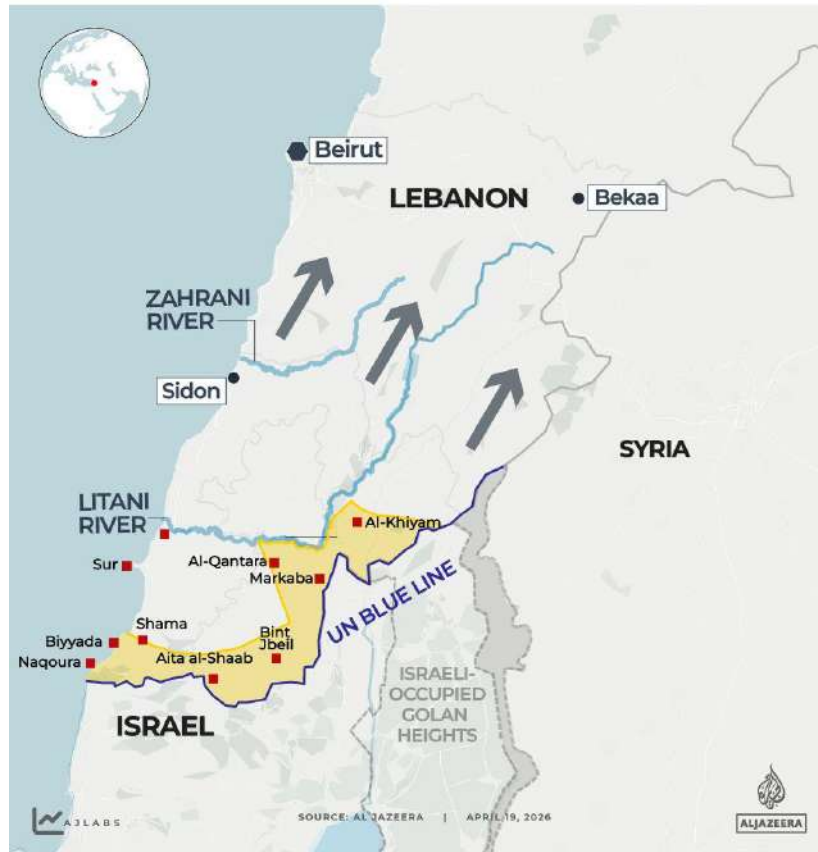 Beirut
LEBANON
Bekaa
ZAHRANI
RIVER
Sidon
SYRIA
LITANI
RIVER
Al-Khiyam
Sur
Al-Qantara
Markaba
UN BLUE LINE
Shama
Biyyada
Bint
Jbeil
Naqoura
Aita al-Shaab
ISRAELI-
OCCUPIED
GOLAN
HEIGHTS
ISRAEL
AJLABS
SOURCE: AL JAZEERA | APRIL 19, 2026
ALJAZEERA